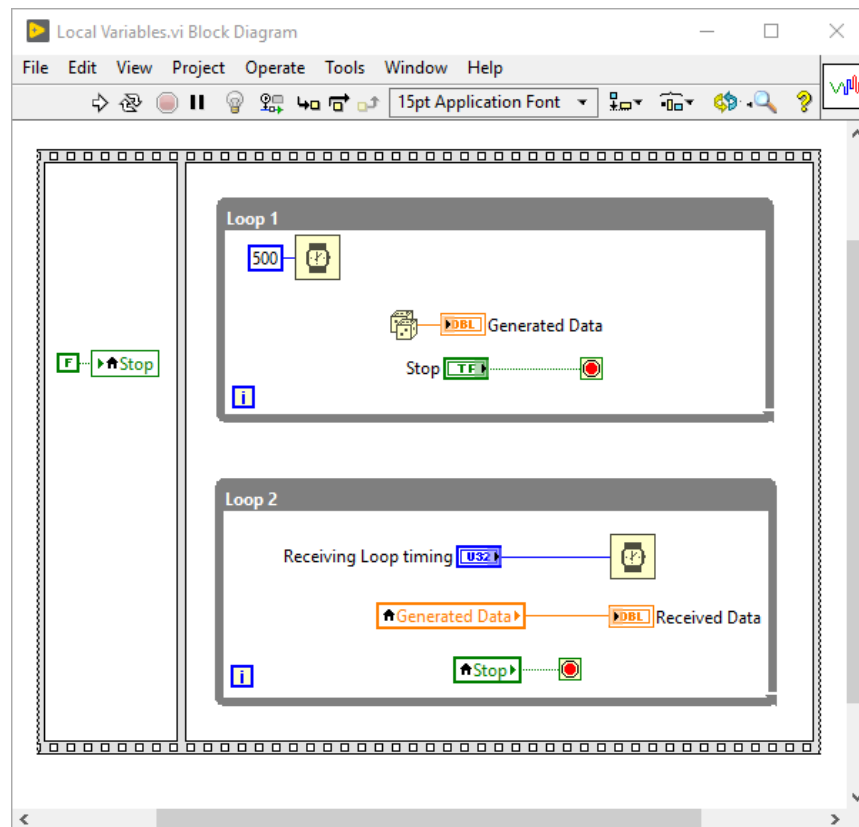 Local Variables.vi Block Diagram
File Edit View Project Operate Tools Window Help
15pt Application Font
Loop 1
500
DBL Generated Data
F Stop
Stop TF
i
Loop 2
Receiving Loop timing U32
Generated Data DBL Received Data
Stop
i